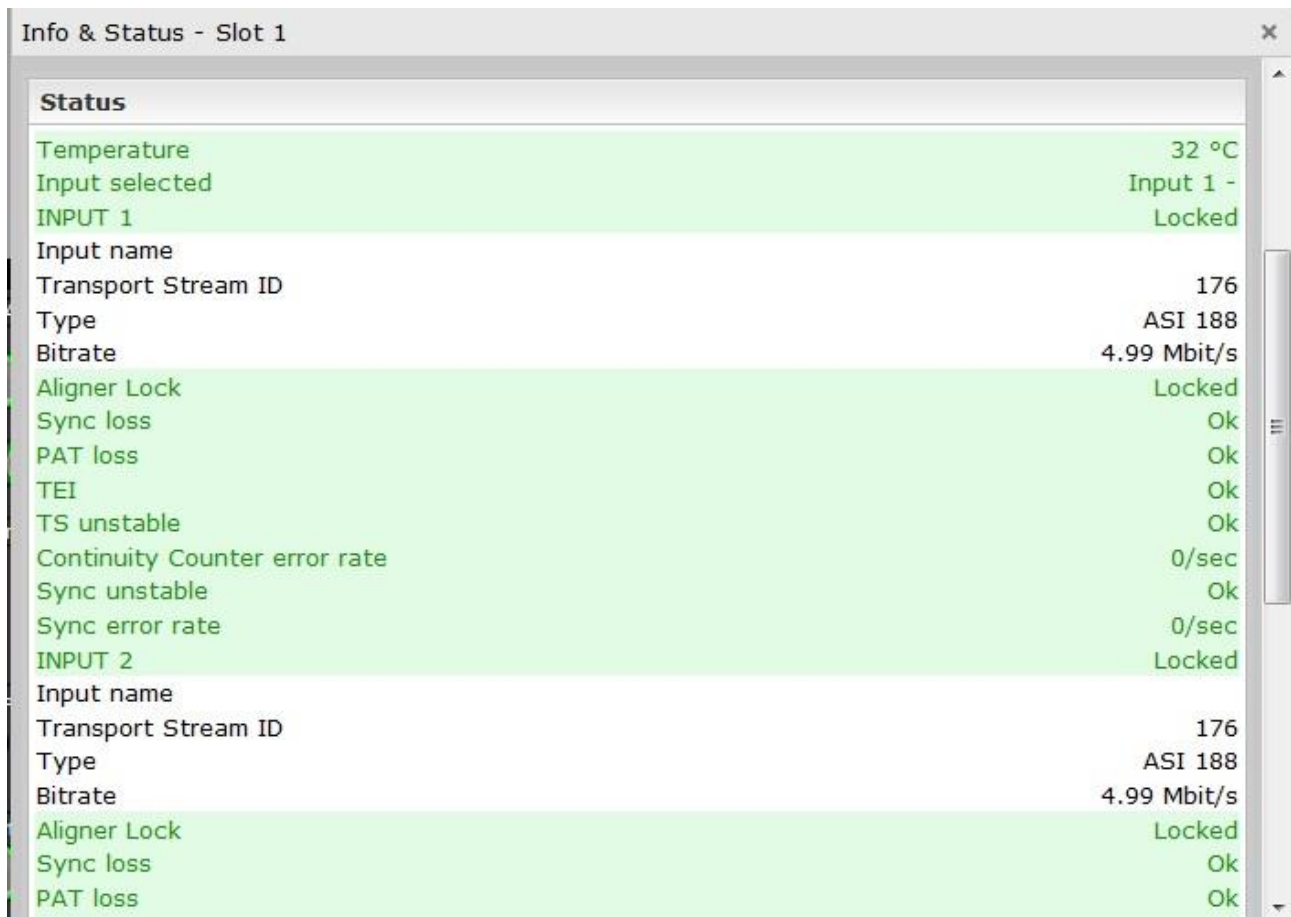 Info & Status - Slot 1
Status
Temperature 32 °C
Input selected Input 1 -
INPUT 1 Locked
Input name
Transport Stream ID 176
Type ASI 188
Bitrate 4.99 Mbit/s
Aligner Lock Locked
Sync loss Ok
PAT loss Ok
TEI Ok
TS unstable Ok
Continuity Counter error rate 0/sec
Sync unstable Ok
Sync error rate 0/sec
INPUT 2 Locked
Input name
Transport Stream ID 176
Type ASI 188
Bitrate 4.99 Mbit/s
Aligner Lock Locked
Sync loss Ok
PAT loss Ok